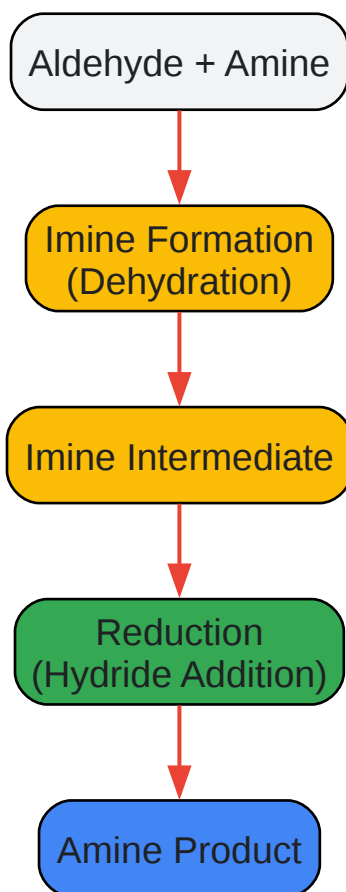 Aldehyde + Amine
Imine Formation
(Dehydration)
Imine Intermediate
Reduction
(Hydride Addition)
Amine Product